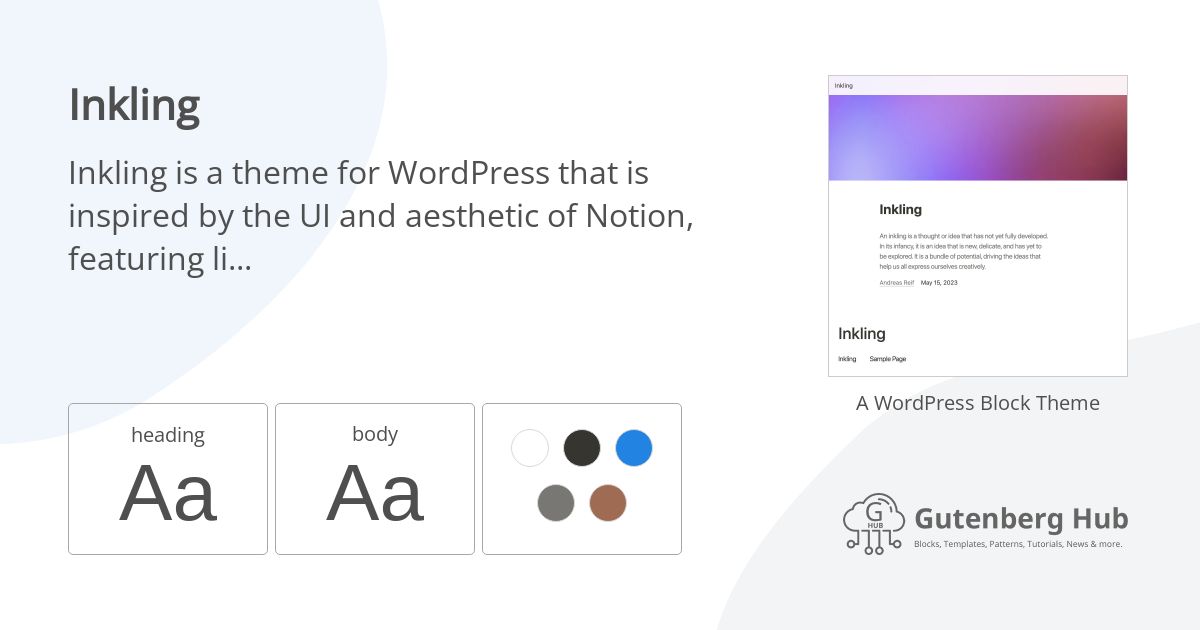 Inkling
Inkling is a theme for WordPress that is
inspired by the UI and aesthetic of Notion,
featuring li...
heading
Aa
body
Aa
Inkling
Inkling
An inkling is a thought or idea that has not yet fully developed.
In its infancy, it is an idea that is new, delicate, and has yet to
be explored. It is a bundle of potential, driving the ideas that
help us all express ourselves creatively.
Andreas Reif May 15, 2023
Inkling
Inkling Sample Page
A WordPress Block Theme
G
HUB
Gutenberg Hub
Blocks, Templates, Patterns, Tutorials, News & more.